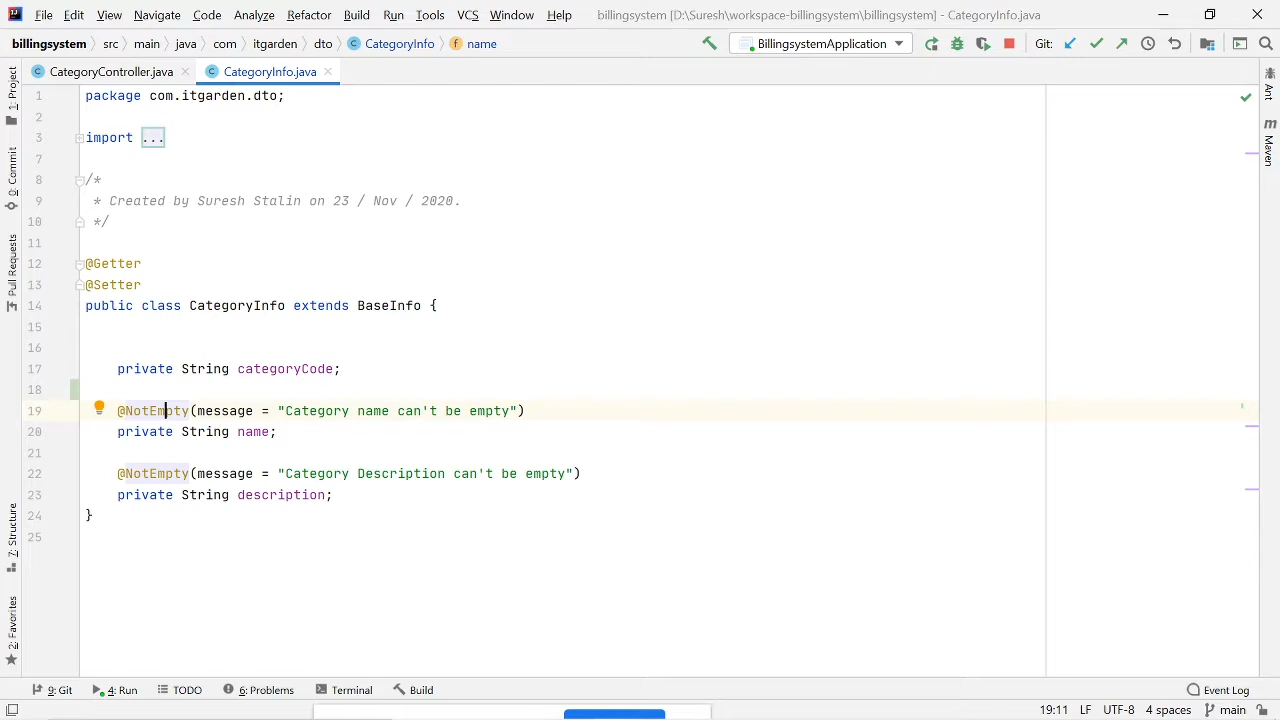 File Edit View Navigate Code Analyze Refactor Build Run Tools VCS Window Help billingsystem [D:\Suresh\workspace-billingsystem\billingsystem] - CategoryInfo.java
billingsystem src main java com itgarden dto CategoryInfo name BillingsystemApplication Git:
CategoryController.java CategoryInfo.java
1 package com.itgarden.dto;
2
3 import ...
7
8 /*
9 * Created by Suresh Stalin on 23 / Nov / 2020.
10 */
11
12 @Getter
13 @Setter
14 public class CategoryInfo extends BaseInfo {
15
16
17 private String categoryCode;
18
19 @NotEmpty(message = "Category name can't be empty")
20 private String name;
21
22 @NotEmpty(message = "Category Description can't be empty")
23 private String description;
24 }
25
1: Project
0: Commit
Pull Requests
7: Structure
2: Favorites
Ant
m
Maven
9: Git 4: Run TODO 6: Problems Terminal Build Event Log
19:11 LF UTF-8 4 spaces main